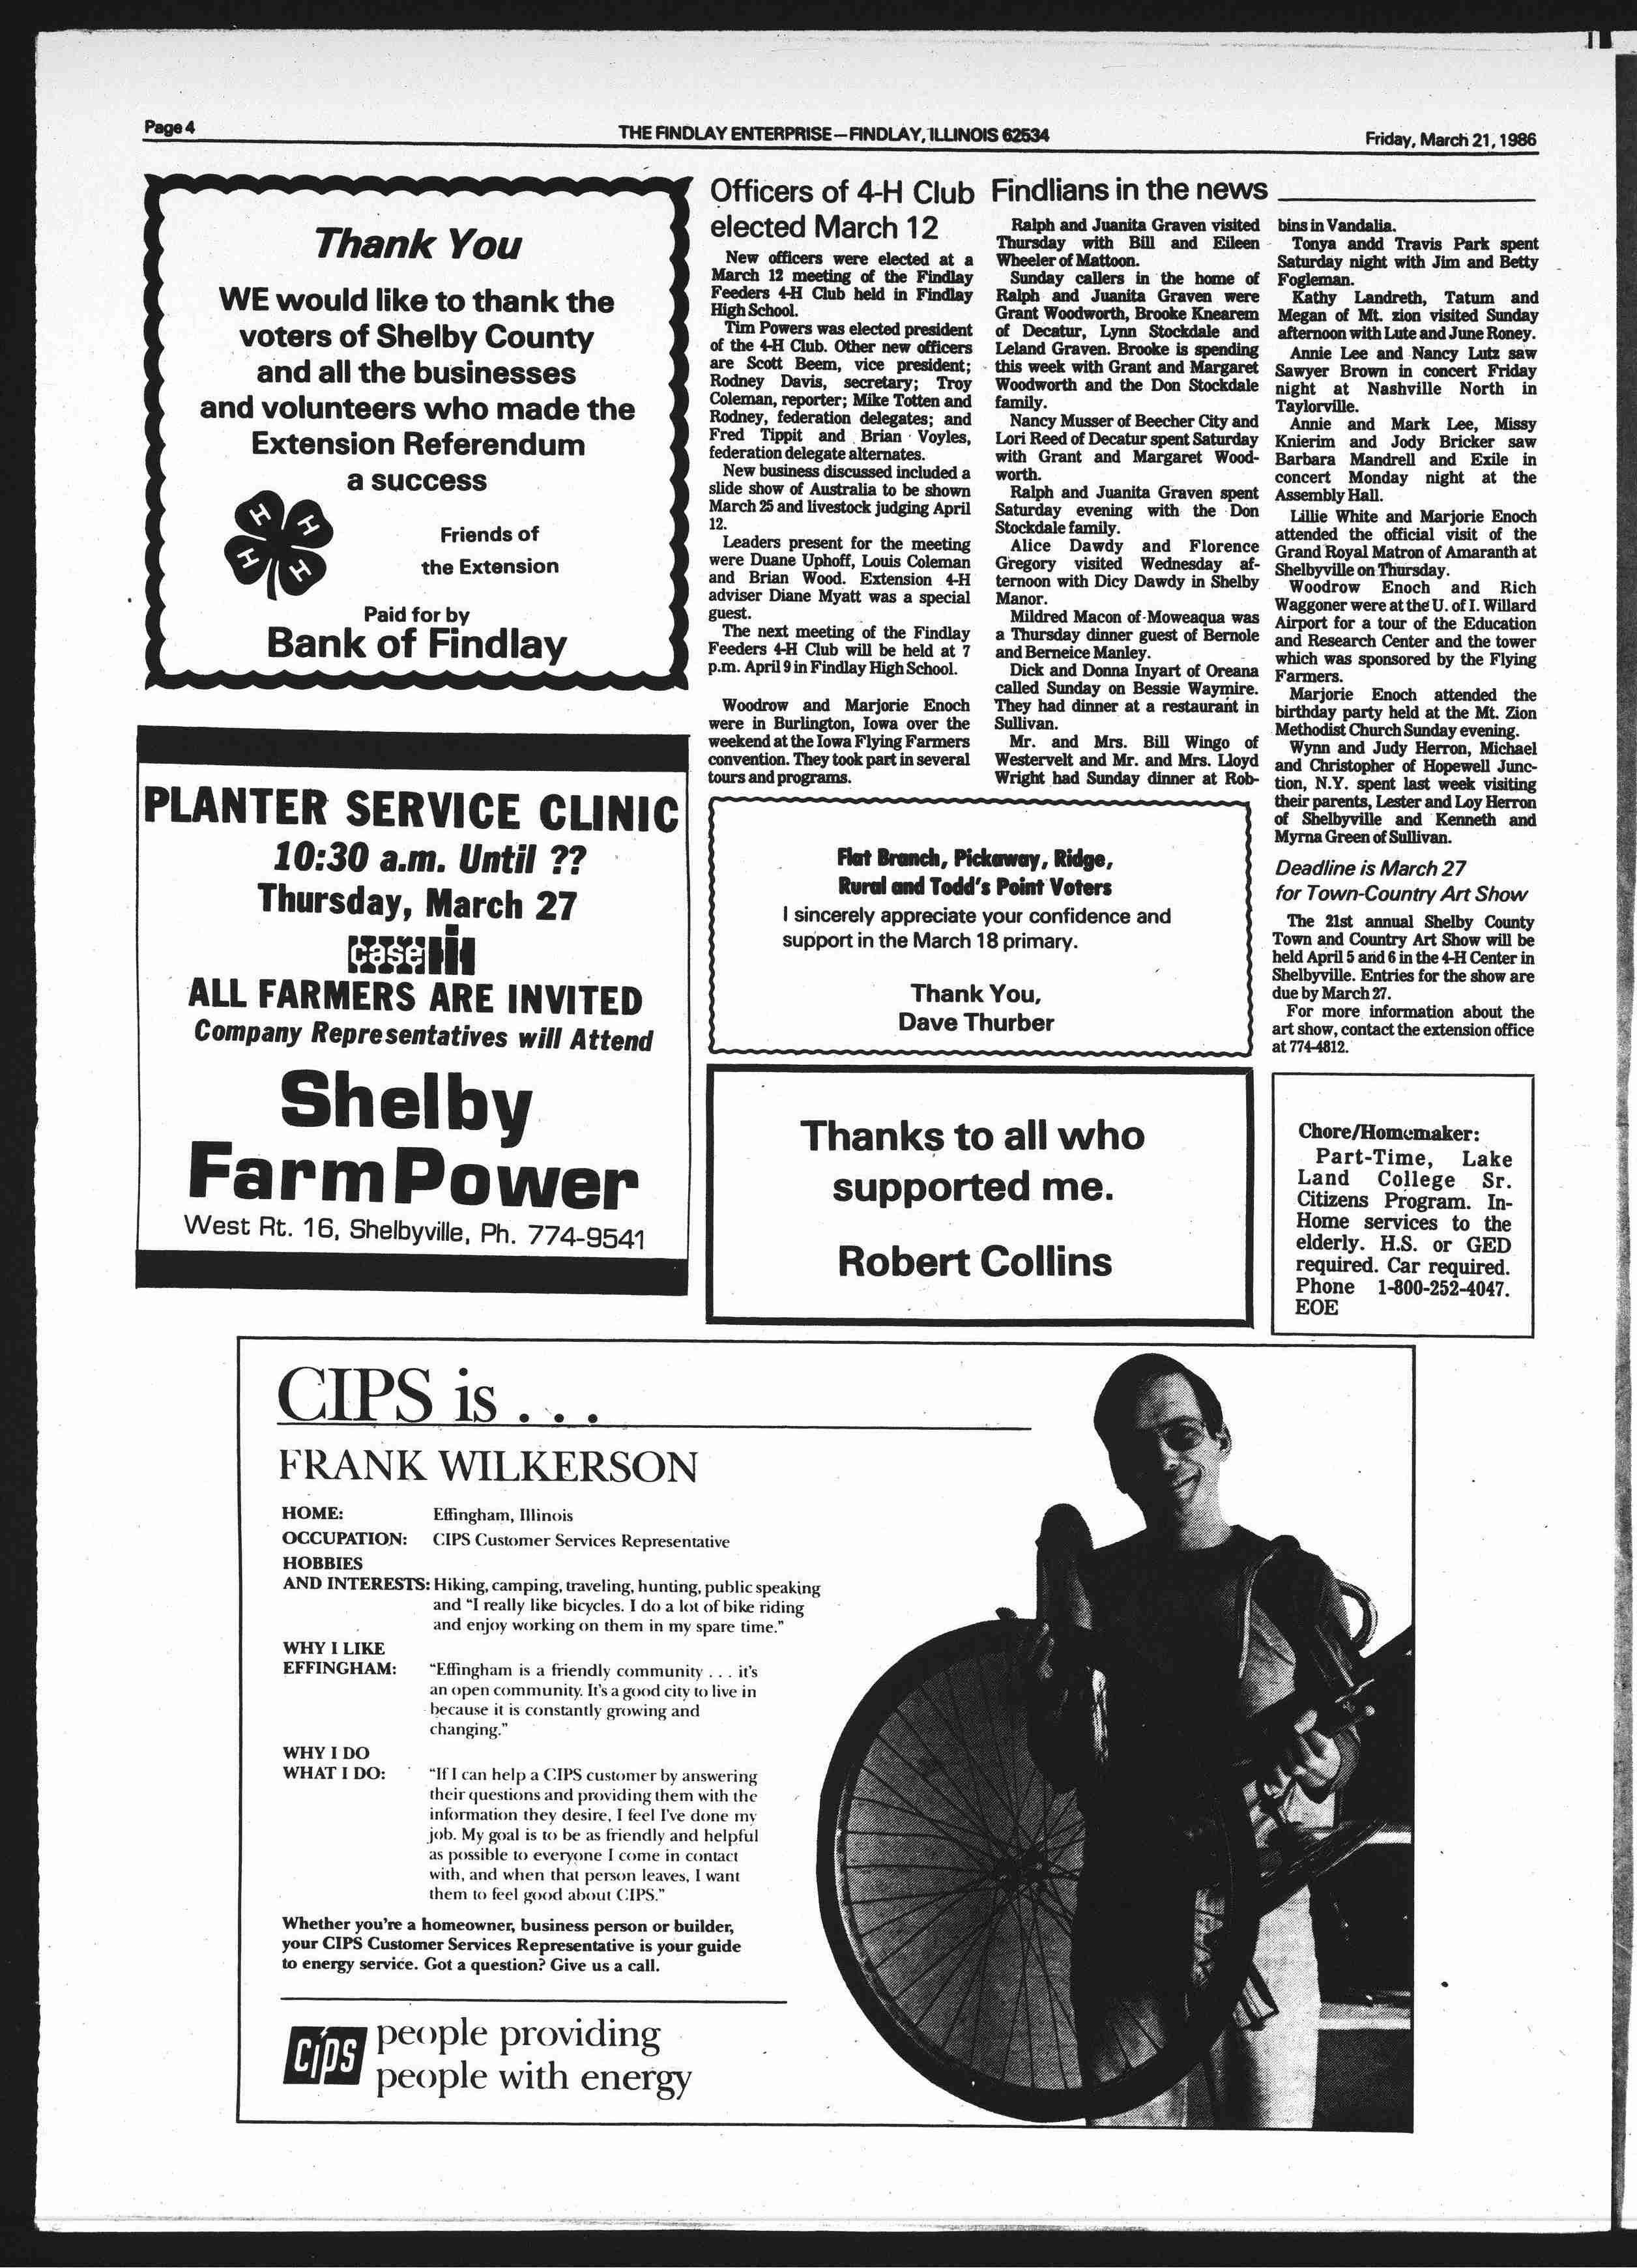 Page 4
THE FINDLAY ENTERPRISE—FINDLAY, ILLINOIS 62534
Friday, March 21, 1986
Thank You
WE would like to thank the
voters of Shelby County
and all the businesses
and volunteers who made the
Extension Referendum
a success
H H
H H
Friends of
the Extension
Paid for by
Bank of Findlay
PLANTER SERVICE CLINIC
10:30 a.m. Until ??
Thursday, March 27
case IH
ALL FARMERS ARE INVITED
Company Representatives will Attend
Shelby
FarmPower
West Rt. 16, Shelbyville, Ph. 774-9541
Officers of 4-H Club
elected March 12
New officers were elected at a
March 12 meeting of the Findlay
Feeders 4-H Club held in Findlay
High School.
Tim Powers was elected president
of the 4-H Club. Other new officers
are Scott Beem, vice president;
Rodney Davis, secretary; Troy
Coleman, reporter; Mike Totten and
Rodney, federation delegates; and
Fred Tippit and Brian Voyles,
federation delegate alternates.
New business discussed included a
slide show of Australia to be shown
March 25 and livestock judging April
12.
Leaders present for the meeting
were Duane Uphoff, Louis Coleman
and Brian Wood. Extension 4-H
adviser Diane Myatt was a special
guest.
The next meeting of the Findlay
Feeders 4-H Club will be held at 7
p.m. April 9 in Findlay High School.
Woodrow and Marjorie Enoch
were in Burlington, Iowa over the
weekend at the Iowa Flying Farmers
convention. They took part in several
tours and programs.
Findlians in the news
Ralph and Juanita Graven visited
Thursday with Bill and Eileen
Wheeler of Mattoon.
Sunday callers in the home of
Ralph and Juanita Graven were
Grant Woodworth, Brooke Knearem
of Decatur, Lynn Stockdale and
Leland Graven. Brooke is spending
this week with Grant and Margaret
Woodworth and the Don Stockdale
family.
Nancy Musser of Beecher City and
Lori Reed of Decatur spent Saturday
with Grant and Margaret Wood-
worth.
Ralph and Juanita Graven spent
Saturday evening with the Don
Stockdale family.
Alice Dawdy and Florence
Gregory visited Wednesday af-
ternoon with Dicy Dawdy in Shelby
Manor.
Mildred Macon of Moweaqua was
a Thursday dinner guest of Bernole
and Berneice Manley.
Dick and Donna Inyart of Oreana
called Sunday on Bessie Waymire.
They had dinner at a restaurant in
Sullivan.
Mr. and Mrs. Bill Wingo of
Westervelt and Mr. and Mrs. Lloyd
Wright had Sunday dinner at Rob-
bins in Vandalia.
Tonya andd Travis Park spent
Saturday night with Jim and Betty
Fogleman.
Kathy Landreth, Tatum and
Megan of Mt. zion visited Sunday
afternoon with Lute and June Roney.
Annie Lee and Nancy Lutz saw
Sawyer Brown in concert Friday
night at Nashville North in
Taylorville.
Annie and Mark Lee, Missy
Knierim and Jody Bricker saw
Barbara Mandrell and Exile in
concert Monday night at the
Assembly Hall.
Lillie White and Marjorie Enoch
attended the official visit of the
Grand Royal Matron of Amaranth at
Shelbyville on Thursday.
Woodrow Enoch and Rich
Waggoner were at the U. of I. Willard
Airport for a tour of the Education
and Research Center and the tower
which was sponsored by the Flying
Farmers.
Marjorie Enoch attended the
birthday party held at the Mt. Zion
Methodist Church Sunday evening.
Wynn and Judy Herron, Michael
and Christopher of Hopewell Junc-
tion, N.Y. spent last week visiting
their parents, Lester and Loy Herron
of Shelbyville and Kenneth and
Myrna Green of Sullivan.
Deadline is March 27
for Town-Country Art Show
The 21st annual Shelby County
Town and Country Art Show will be
held April 5 and 6 in the 4-H Center in
Shelbyville. Entries for the show are
due by March 27.
For more information about the
art show, contact the extension office
at 774-4812.
Flat Branch, Pickaway, Ridge,
Rural and Todd's Point Voters
I sincerely appreciate your confidence and
support in the March 18 primary.
Thank You,
Dave Thurber
Thanks to all who
supported me.
Robert Collins
Chore/Homemaker:
Part-Time, Lake
Land College Sr.
Citizens Program. In-
Home services to the
elderly. H.S. or GED
required. Car required.
Phone 1-800-252-4047.
EOE
CIPS is . . .
FRANK WILKERSON
HOME: Effingham, Illinois
OCCUPATION: CIPS Customer Services Representative
HOBBIES
AND INTERESTS: Hiking, camping, traveling, hunting, public speaking
and “I really like bicycles. I do a lot of bike riding
and enjoy working on them in my spare time.”
WHY I LIKE
EFFINGHAM: “Effingham is a friendly community . . . it's
an open community. It's a good city to live in
because it is constantly growing and
changing.”
WHY I DO
WHAT I DO: “If I can help a CIPS customer by answering
their questions and providing them with the
information they desire, I feel I've done my
job. My goal is to be as friendly and helpful
as possible to everyone I come in contact
with, and when that person leaves, I want
them to feel good about CIPS.”
Whether you're a homeowner, business person or builder,
your CIPS Customer Services Representative is your guide
to energy service. Got a question? Give us a call.
CIPS people providing
people with energy